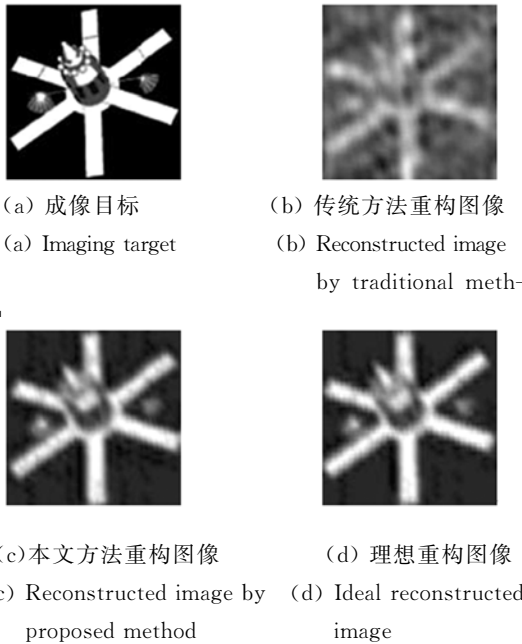 (a) 成像目标
(b) 传统方法重构图像
(a) Imaging target
(b) Reconstructed image
by traditional meth-
(c)本文方法重构图像
(d) 理想重构图像
c) Reconstructed image by
(d) Ideal reconstructed
proposed method
image